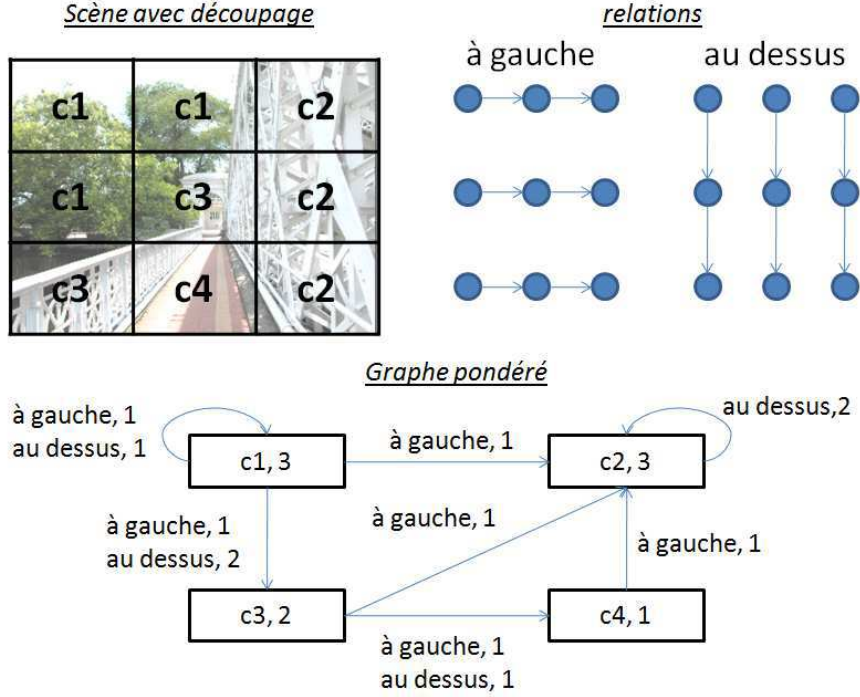 Scène avec découpage
relations
à gauche
au dessus
c1 c1 c2
c1 c3 c2
c3 c4 c2
Graphe pondéré
à gauche, 1
au dessus, 1
c1, 3
à gauche, 1
c2, 3
au dessus,2
à gauche, 1
au dessus, 2
à gauche, 1
à gauche, 1
c3, 2
c4, 1
à gauche, 1
au dessus, 1